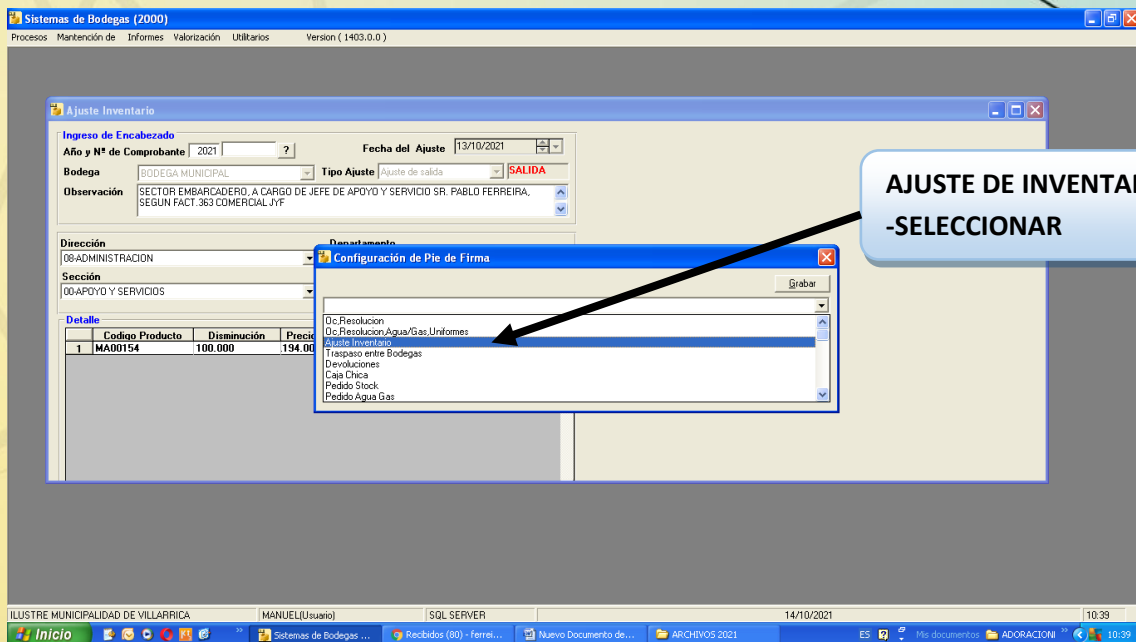 Sistemas de Bodegas (2000)
Procesos Mantención de Informes Valorización Utilitarios Version ( 1403.0.0 )
Ajuste Inventario
Ingreso de Encabezado
Año y Nª de Comprobante 2021 ? Fecha del Ajuste 13/10/2021
Bodega BODEGA MUNICIPAL Tipo Ajuste Ajuste de salida SALIDA
Observación SECTOR EMBARCADERO, A CARGO DE JEFE DE APOYO Y SERVICIO SR. PABLO FERREIRA,
SEGUN FACT.363 COMERCIAL JYF
AJUSTE DE INVENTA
-SELECCIONAR
Dirección Departamento
08-ADMINISTRACION
Sección
00-APOYO Y SERVICIOS
Configuración de Pie de Firma
Grabar
Oc,Resolucion
Oc,Resolucion,Agua/Gas,Uniformes
Ajuste Inventario
Traspaso entre Bodegas
Devoluciones
Caja Chica
Pedido Stock
Pedido Agua Gas
Detalle
Codigo Producto Disminución Precio
1 MA00154 100.000 194.00
ILUSTRE MUNICIPALIDAD DE VILLARRICA MANUEL(Usuario) SQL SERVER 14/10/2021 10:39
Inicio Sistemas de Bodegas ... Recibidos (80) - ferrei... Nuevo Documento de... ARCHIVOS 2021 ES Mis documentos ADORACIONI 10:39